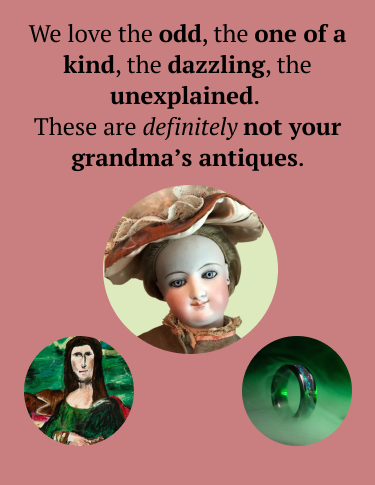 We love the odd, the one of a
kind, the dazzling, the
unexplained.
These are definitely not your
grandma’s antiques.